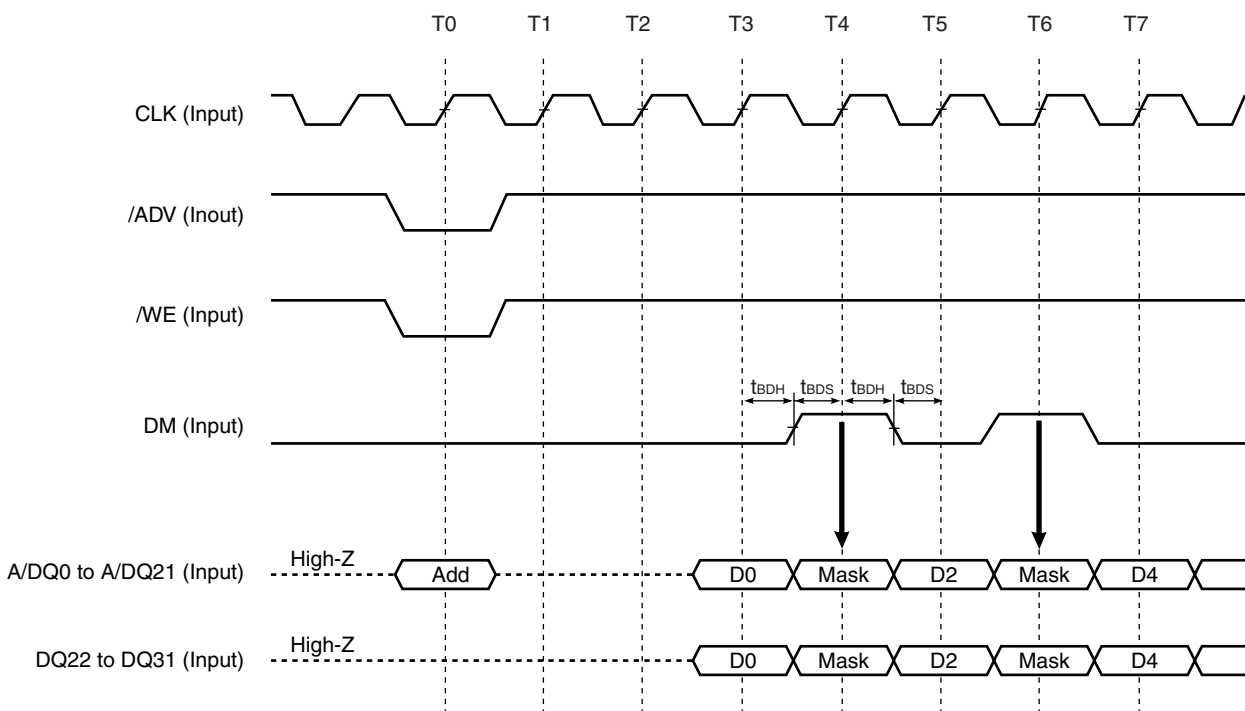 T0 T1 T2 T3 T4 T5 T6 T7
CLK (Input)
/ADV (Inout)
/WE (Input)
tBDH tBDS tBDH tBDS
DM (Input)
High-Z
A/DQ0 to A/DQ21 (Input) Add D0 Mask D2 Mask D4
High-Z
DQ22 to DQ31 (Input) D0 Mask D2 Mask D4